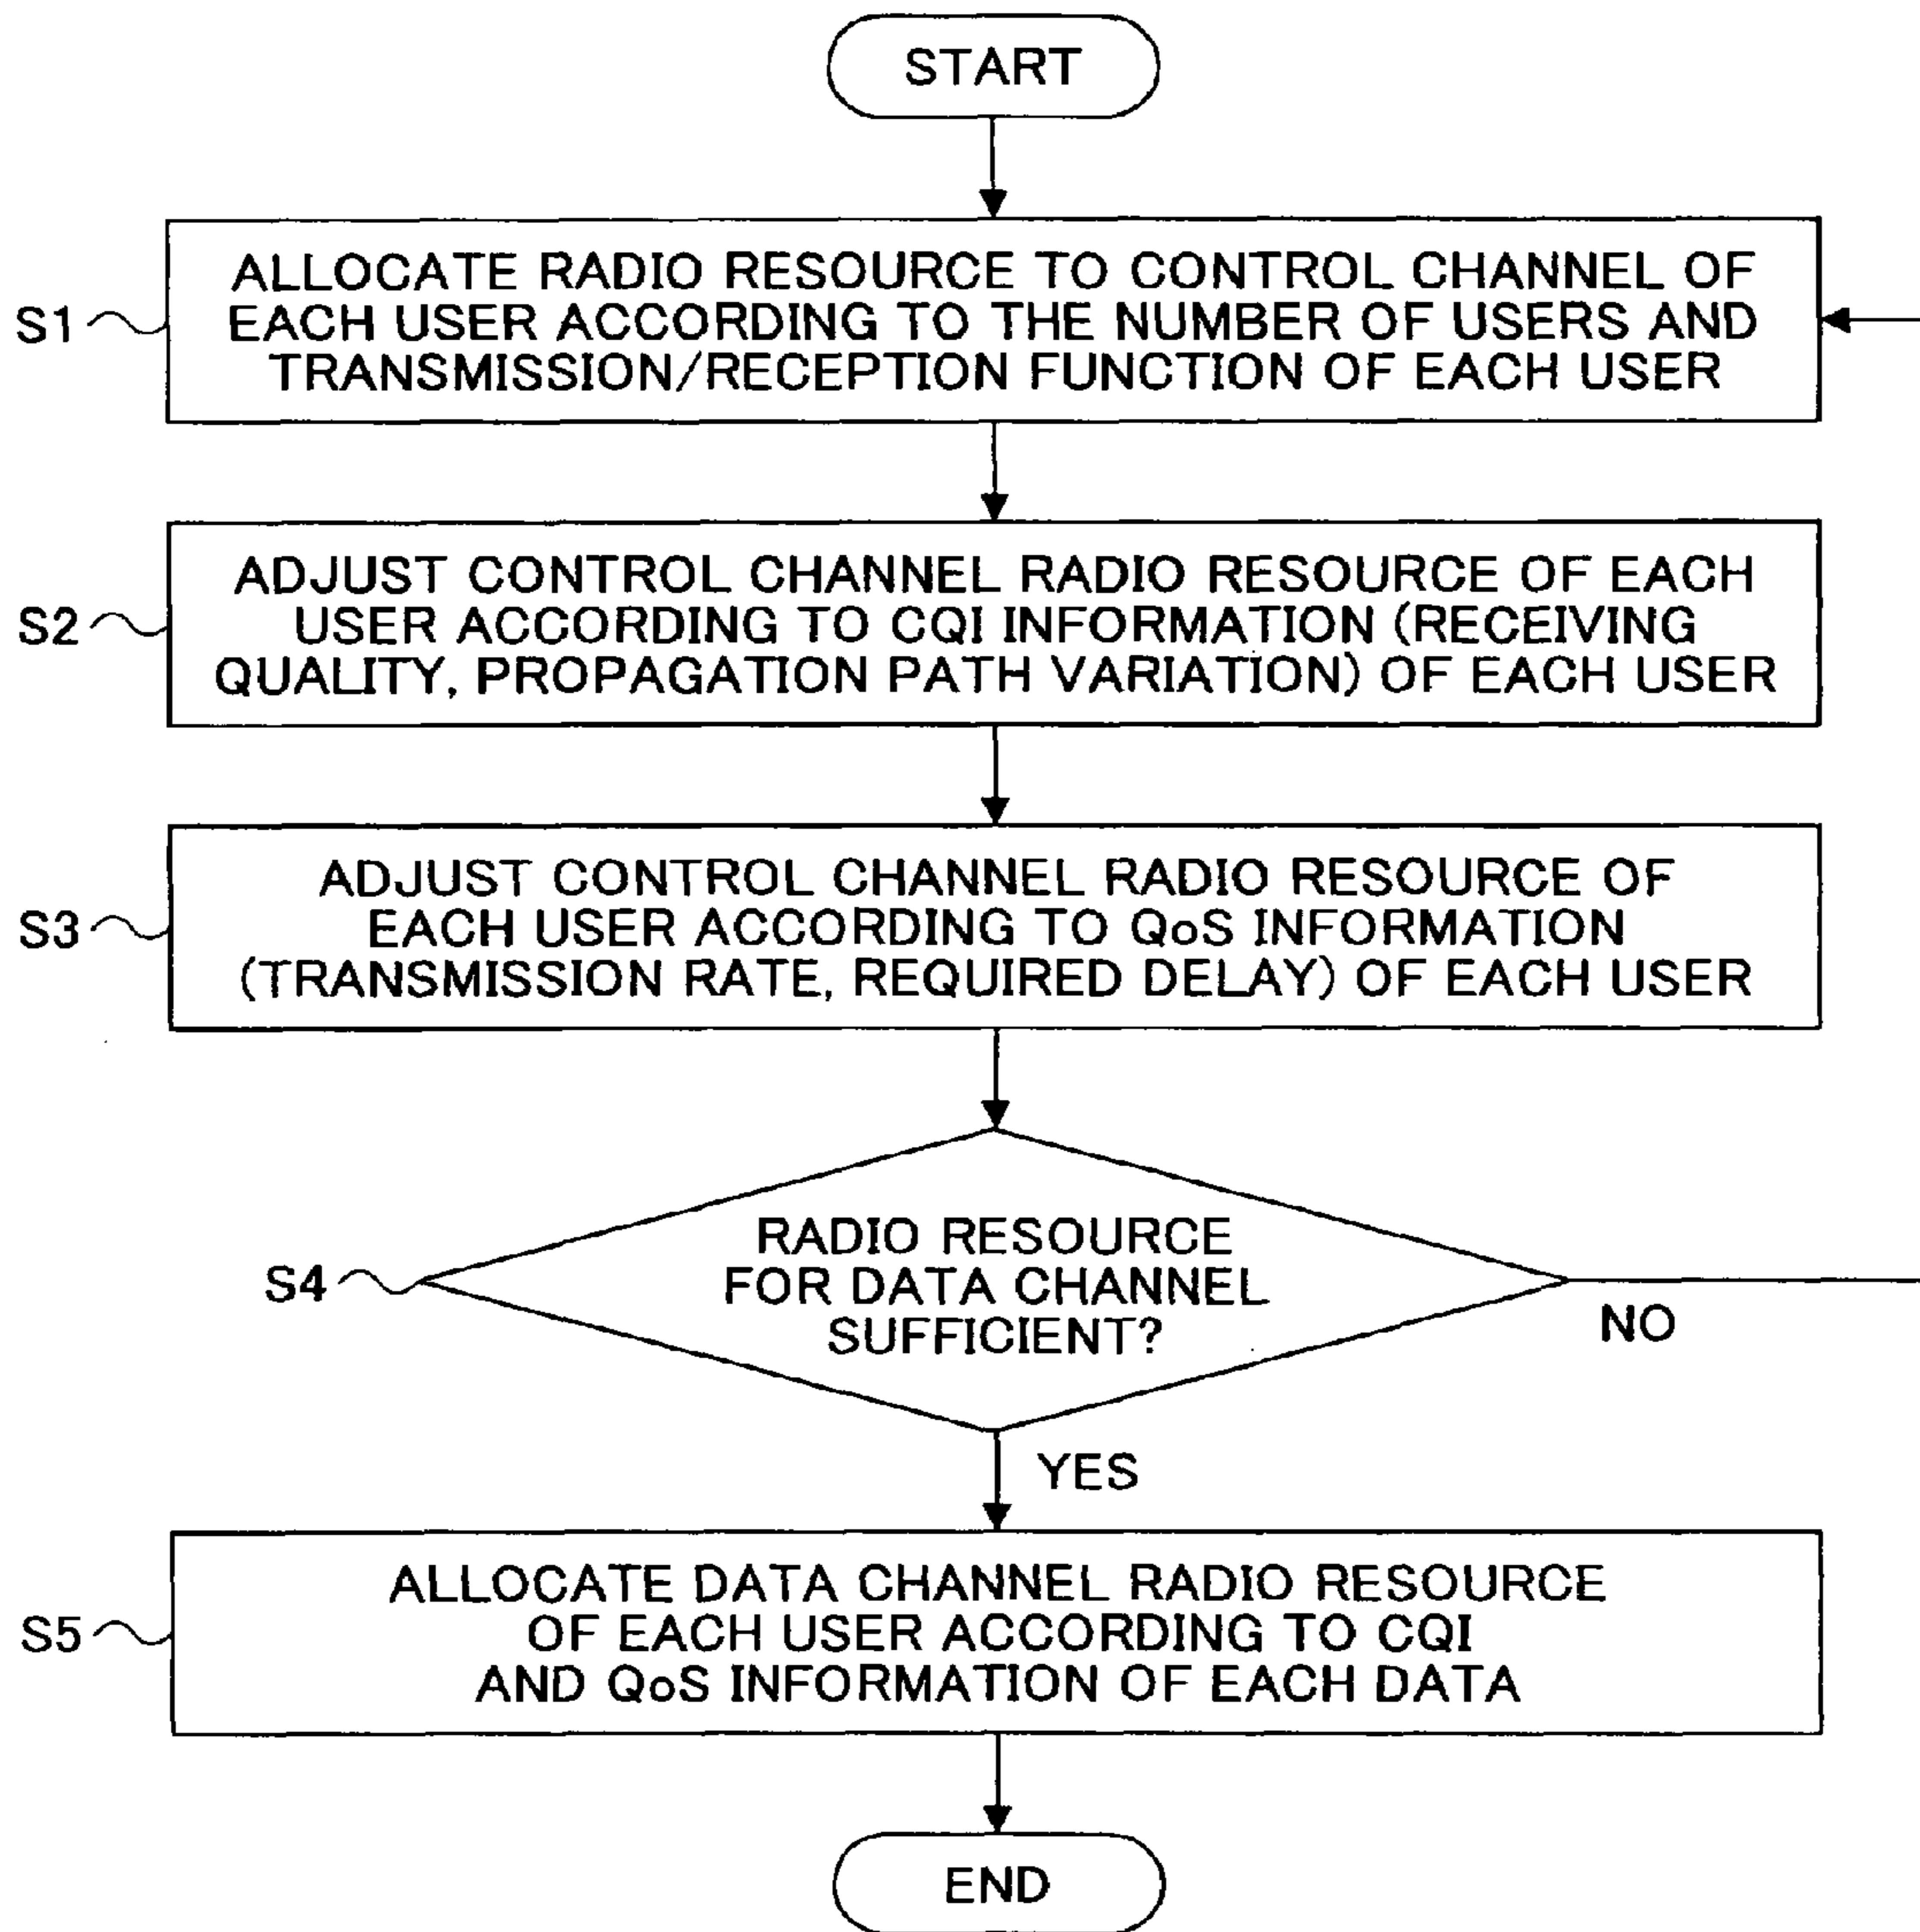 START
S1
ALLOCATE RADIO RESOURCE TO CONTROL CHANNEL OF
EACH USER ACCORDING TO THE NUMBER OF USERS AND
TRANSMISSION/RECEPTION FUNCTION OF EACH USER
S2
ADJUST CONTROL CHANNEL RADIO RESOURCE OF EACH
USER ACCORDING TO CQI INFORMATION (RECEIVING
QUALITY, PROPAGATION PATH VARIATION) OF EACH USER
S3
ADJUST CONTROL CHANNEL RADIO RESOURCE OF
EACH USER ACCORDING TO QoS INFORMATION
(TRANSMISSION RATE, REQUIRED DELAY) OF EACH USER
S4
RADIO RESOURCE
FOR DATA CHANNEL
SUFFICIENT?
NO
YES
S5
ALLOCATE DATA CHANNEL RADIO RESOURCE
OF EACH USER ACCORDING TO CQI
AND QoS INFORMATION OF EACH DATA
END